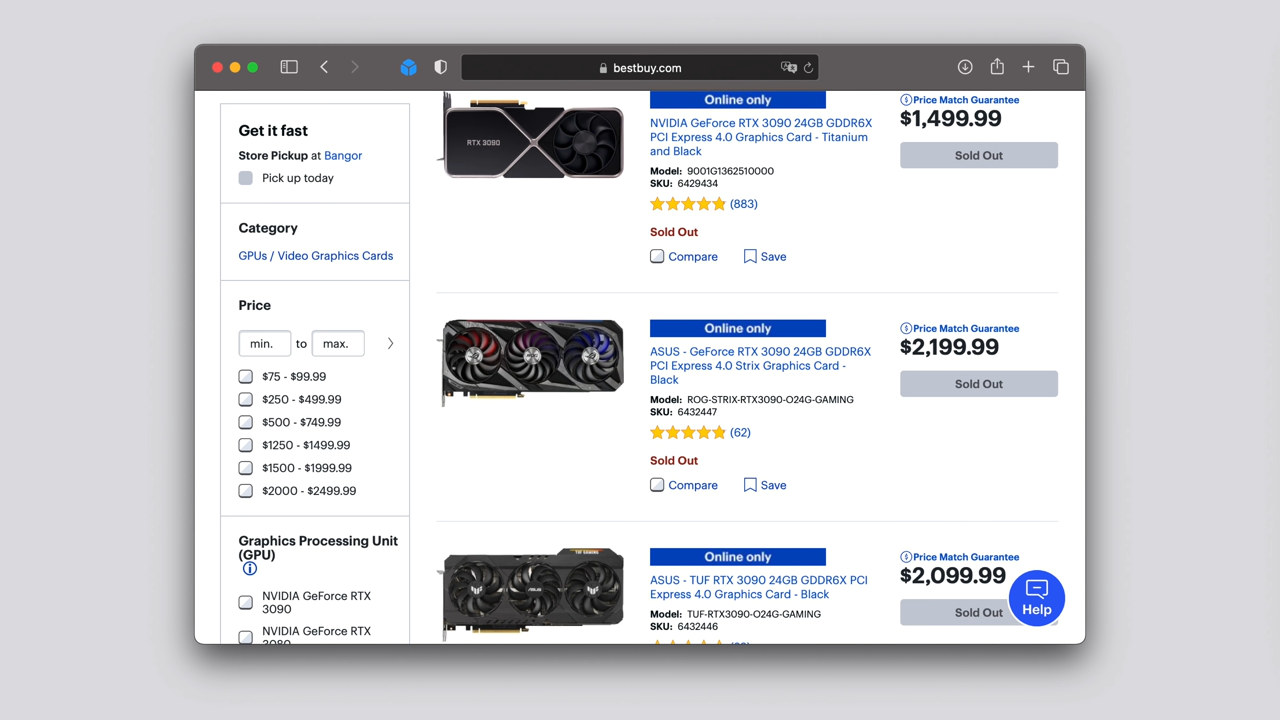 bestbuy.com
Get it fast
Store Pickup at Bangor
Pick up today
Category
GPUs / Video Graphics Cards
Price
min. to max.
$75 - $99.99
$250 - $499.99
$500 - $749.99
$1250 - $1499.99
$1500 - $1999.99
$2000 - $2499.99
Graphics Processing Unit
(GPU)
NVIDIA GeForce RTX
3090
NVIDIA GeForce RTX
3080
RTX 3090
Online only
NVIDIA GeForce RTX 3090 24GB GDDR6X
PCI Express 4.0 Graphics Card - Titanium
and Black
Model: 9001G1362510000
SKU: 6429434
(883)
Sold Out
Compare
Save
Price Match Guarantee
$1,499.99
Sold Out
Online only
ASUS - GeForce RTX 3090 24GB GDDR6X
PCI Express 4.0 Strix Graphics Card -
Black
Model: ROG-STRIX-RTX3090-O24G-GAMING
SKU: 6432447
(62)
Sold Out
Compare
Save
Price Match Guarantee
$2,199.99
Sold Out
TUF GAMING
Online only
ASUS - TUF RTX 3090 24GB GDDR6X PCI
Express 4.0 Graphics Card - Black
Model: TUF-RTX3090-O24G-GAMING
SKU: 6432446
Price Match Guarantee
$2,099.99
Sold Out
Help